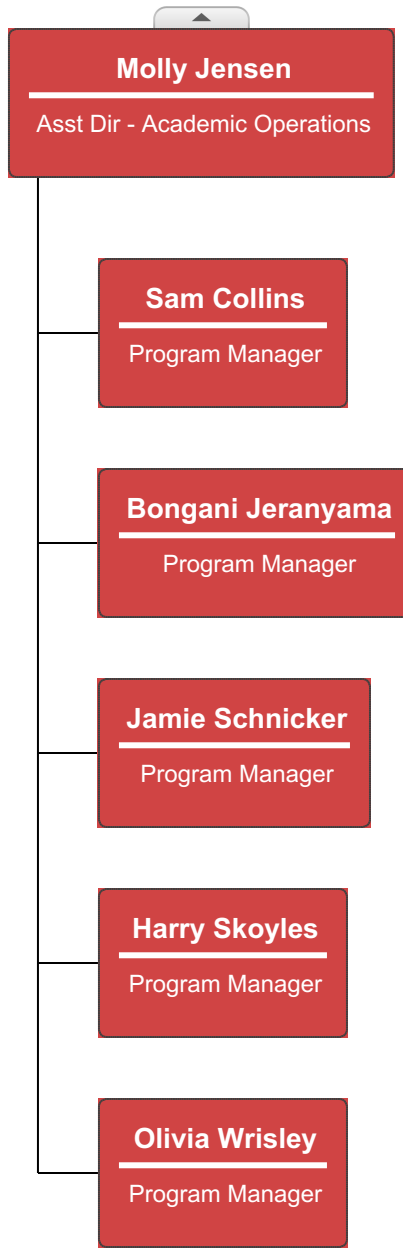 Molly Jensen
Asst Dir - Academic Operations
Sam Collins
Program Manager
Bongani Jeranyama
Program Manager
Jamie Schnicker
Program Manager
Harry Skoyles
Program Manager
Olivia Wrisley
Program Manager